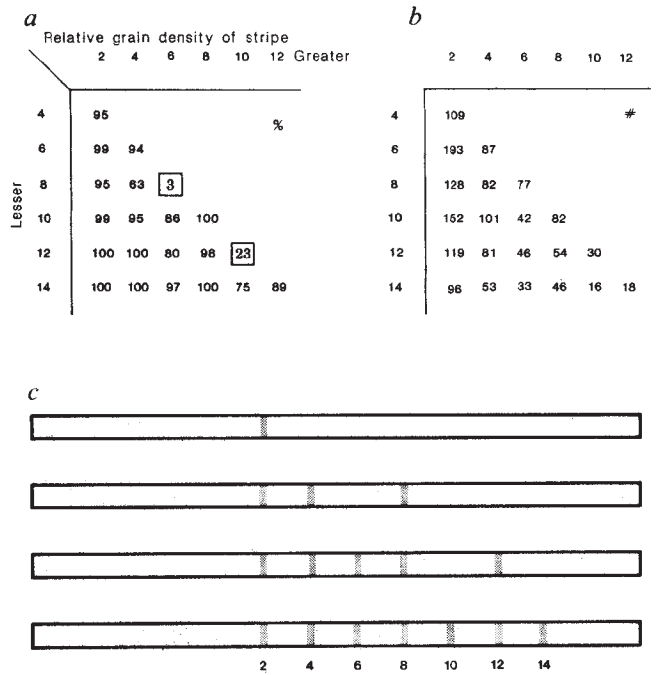 a
Relative grain density of stripe
2 4 6 8 10 12 Greater
Lesser
4 95 %
6 99 94
8 95 63 3
10 99 95 86 100
12 100 100 80 98 23
14 100 100 97 100 75 89
b
2 4 6 8 10 12
4 109 #
6 193 87
8 128 82 77
10 152 101 42 82
12 119 81 46 54 30
14 96 53 33 46 16 18
c
2 4 6 8 10 12 14